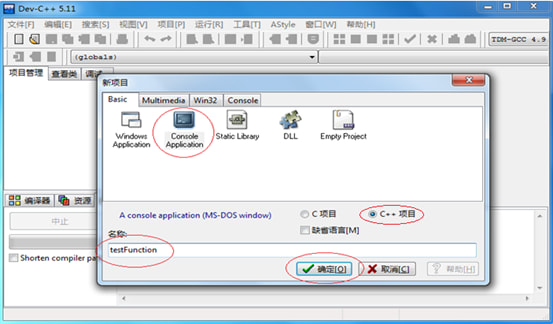 Dev-C++ 5.11
文件[F] 编辑[E] 搜索[S] 视图[V] 项目[P] 运行[R] 工具[T] AStyle 窗口[W] 帮助[H]
TDM-GCC 4.9
(globals)
项目管理 查看类 调试
新项目
Basic Multimedia Win32 Console
Windows Application
Console Application
Static Library
DLL
Empty Project
编译器 资源
中止
A console application (MS-DOS window)
C 项目
C++ 项目
缺省语言[M]
名称:
testFunction
Shorten compiler pa
确定[O] 取消[C] 帮助[H]